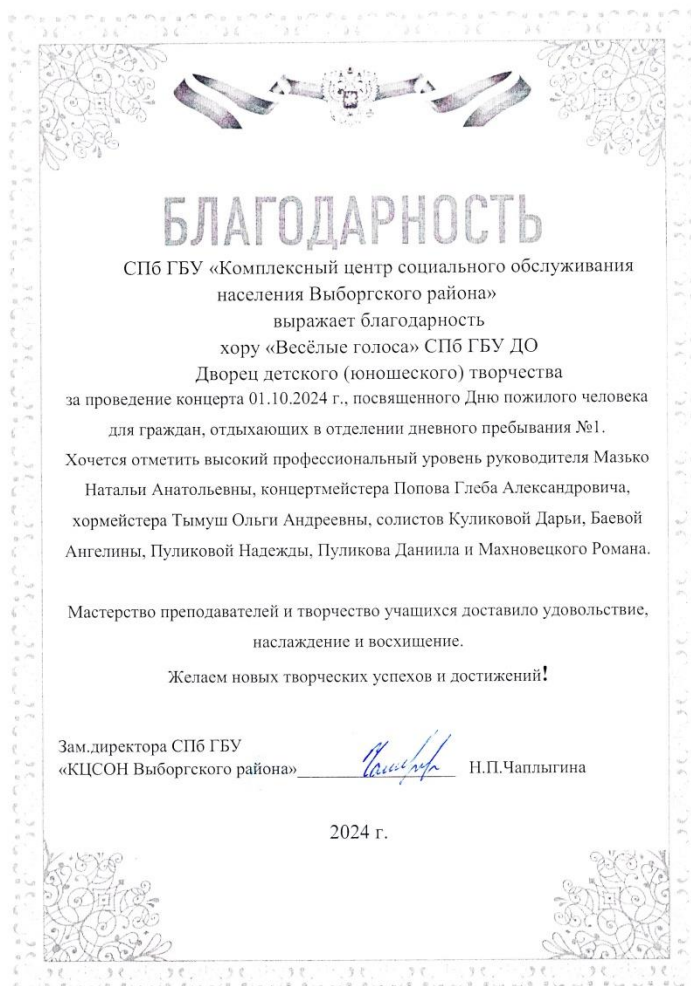 БЛАГОДАРНОСТЬ
СПб ГБУ «Комплексный центр социального обслуживания
населения Выборгского района»
выражает благодарность
хору «Весёлые голоса» СПб ГБУ ДО
Дворец детского (юношеского) творчества
за проведение концерта 01.10.2024 г., посвященного Дню пожилого человека
для граждан, отдыхающих в отделении дневного пребывания №1.
Хочется отметить высокий профессиональный уровень руководителя Мазько
Натальи Анатольевны, концертмейстера Попова Глеба Александровича,
хормейстера Тымуш Ольги Андреевны, солистов Куликовой Дарьи, Баевой
Ангелины, Пуликовой Надежды, Пуликова Даниила и Махновецкого Романа.
Мастерство преподавателей и творчество учащихся доставило удовольствие,
наслаждение и восхищение.
Желаем новых творческих успехов и достижений!
Зам.директора СПб ГБУ
«КЦСОН Выборгского района»__________________ Н.П.Чаплыгина
2024 г.